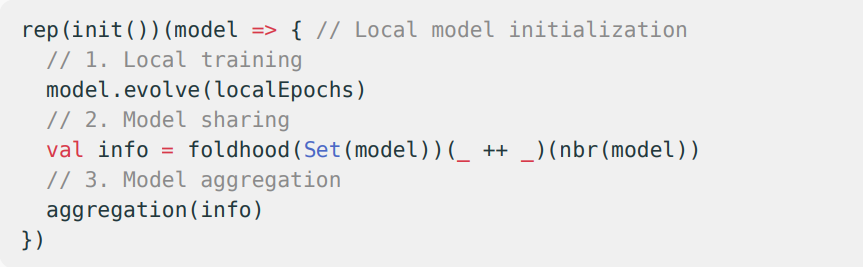 rep(init())(model => { // Local model initialization
  // 1. Local training
  model.evolve(localEpochs)
  // 2. Model sharing
  val info = foldhood(Set(model))(_ ++ _)(nbr(model))
  // 3. Model aggregation
  aggregation(info)
})